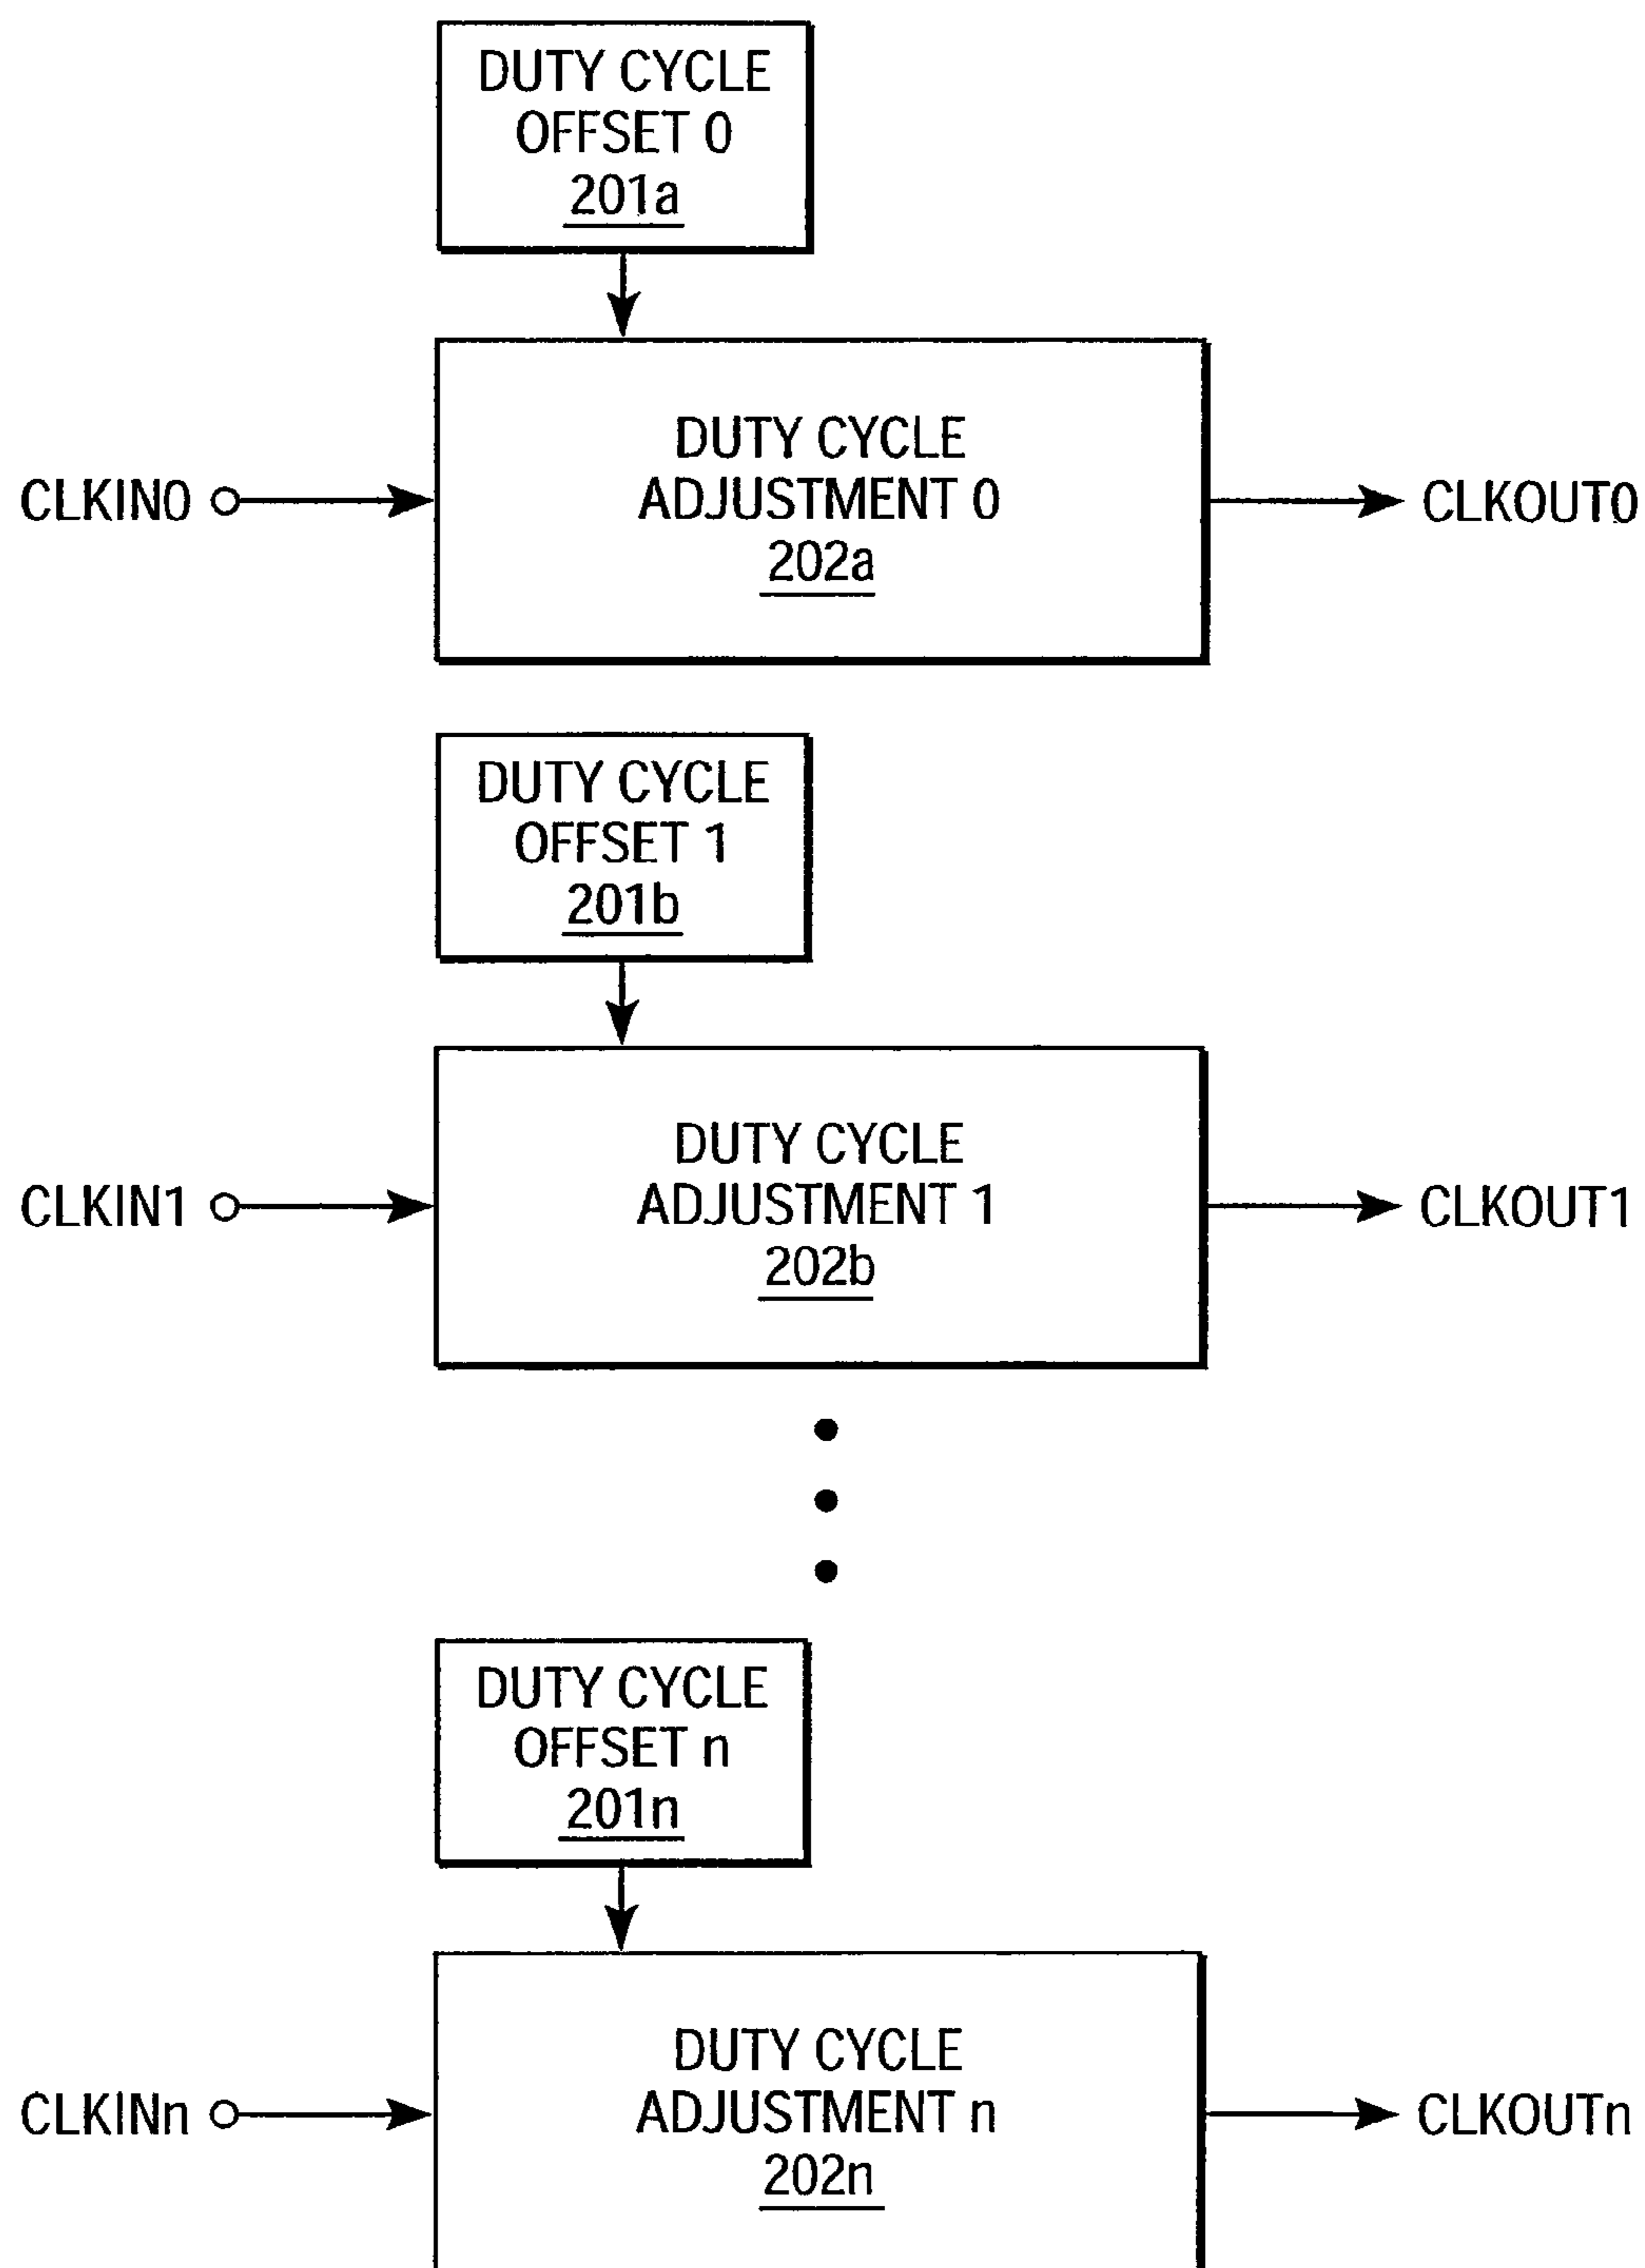 DUTY CYCLE
OFFSET 0
201a
DUTY CYCLE
ADJUSTMENT 0
202a
CLKIN0
CLKOUT0
DUTY CYCLE
OFFSET 1
201b
DUTY CYCLE
ADJUSTMENT 1
202b
CLKIN1
CLKOUT1
DUTY CYCLE
OFFSET n
201n
DUTY CYCLE
ADJUSTMENT n
202n
CLKINn
CLKOUTn